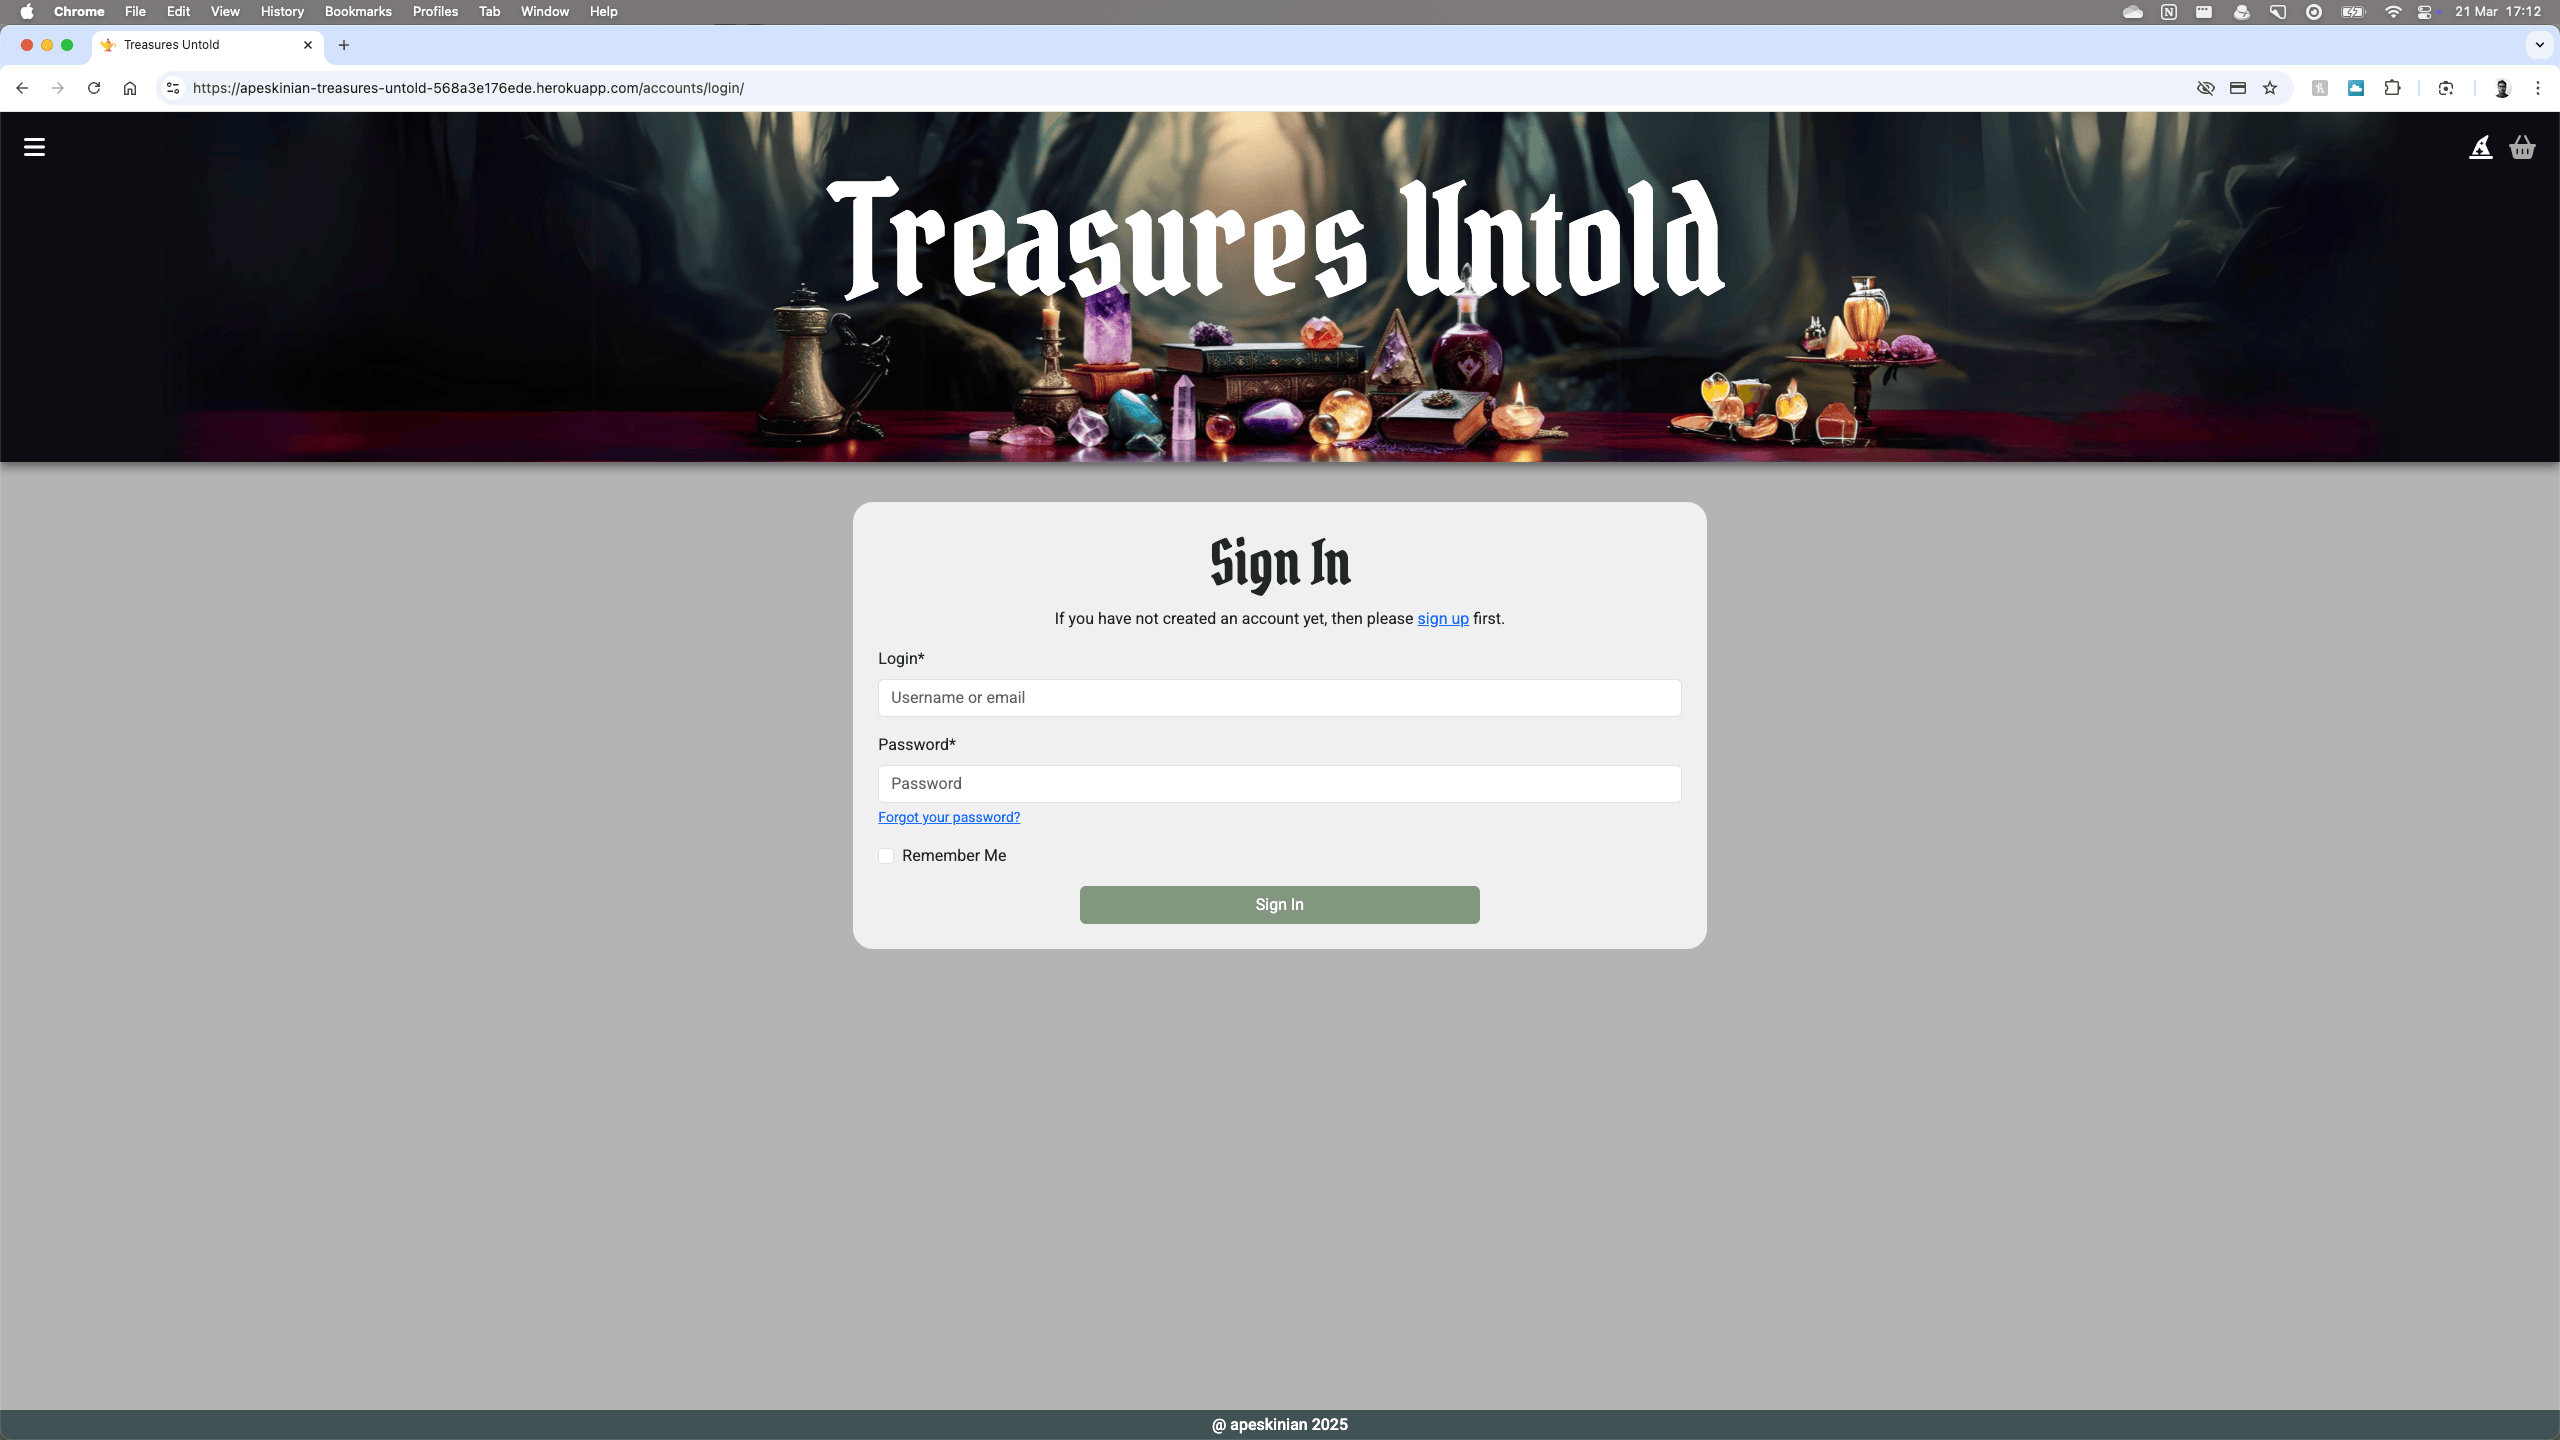 Chrome File Edit View History Bookmarks Profiles Tab Window Help 21 Mar 17:12
Treasures Untold
https://apeskinian-treasures-untold-568a3e176ede.herokuapp.com/accounts/login/
Treasures Untold
Sign In
If you have not created an account yet, then please sign up first.
Login*
Username or email
Password*
Password
Forgot your password?
Remember Me
Sign In
@ apeskinian 2025